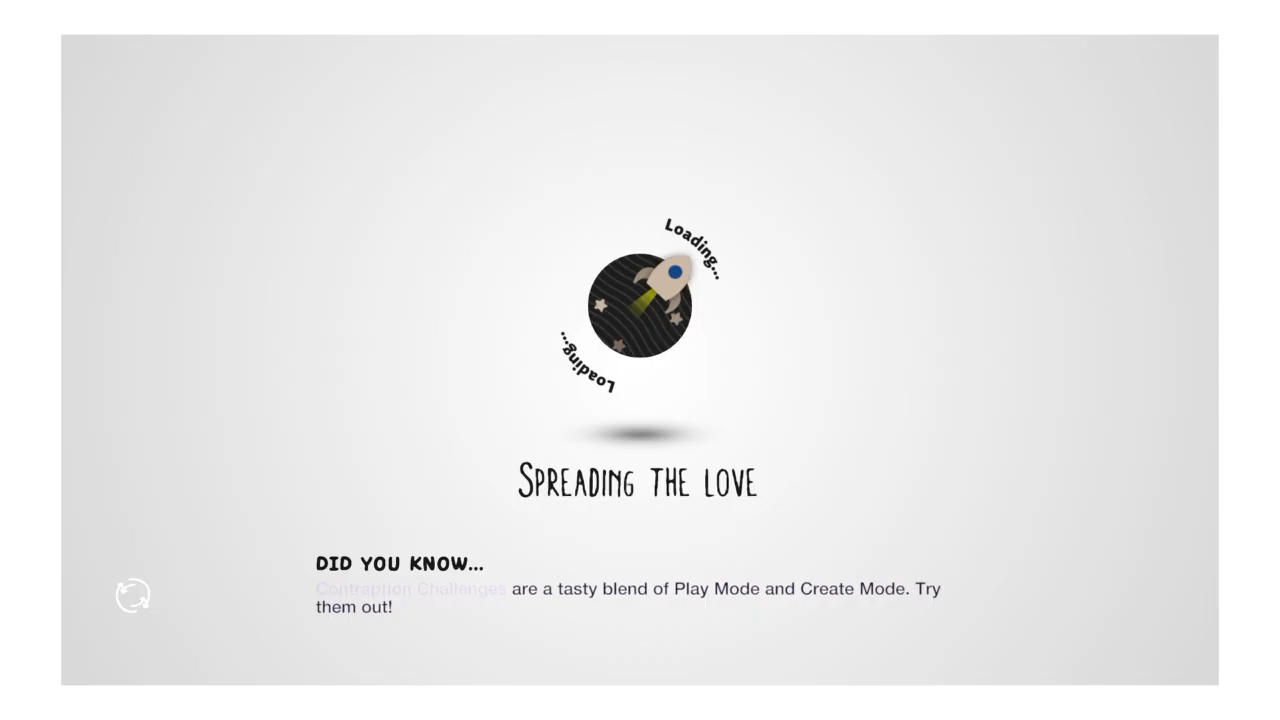 Loading...
Loading...
Spreading the love
DID YOU KNOW...
Contraption Challenges are a tasty blend of Play Mode and Create Mode. Try
them out!